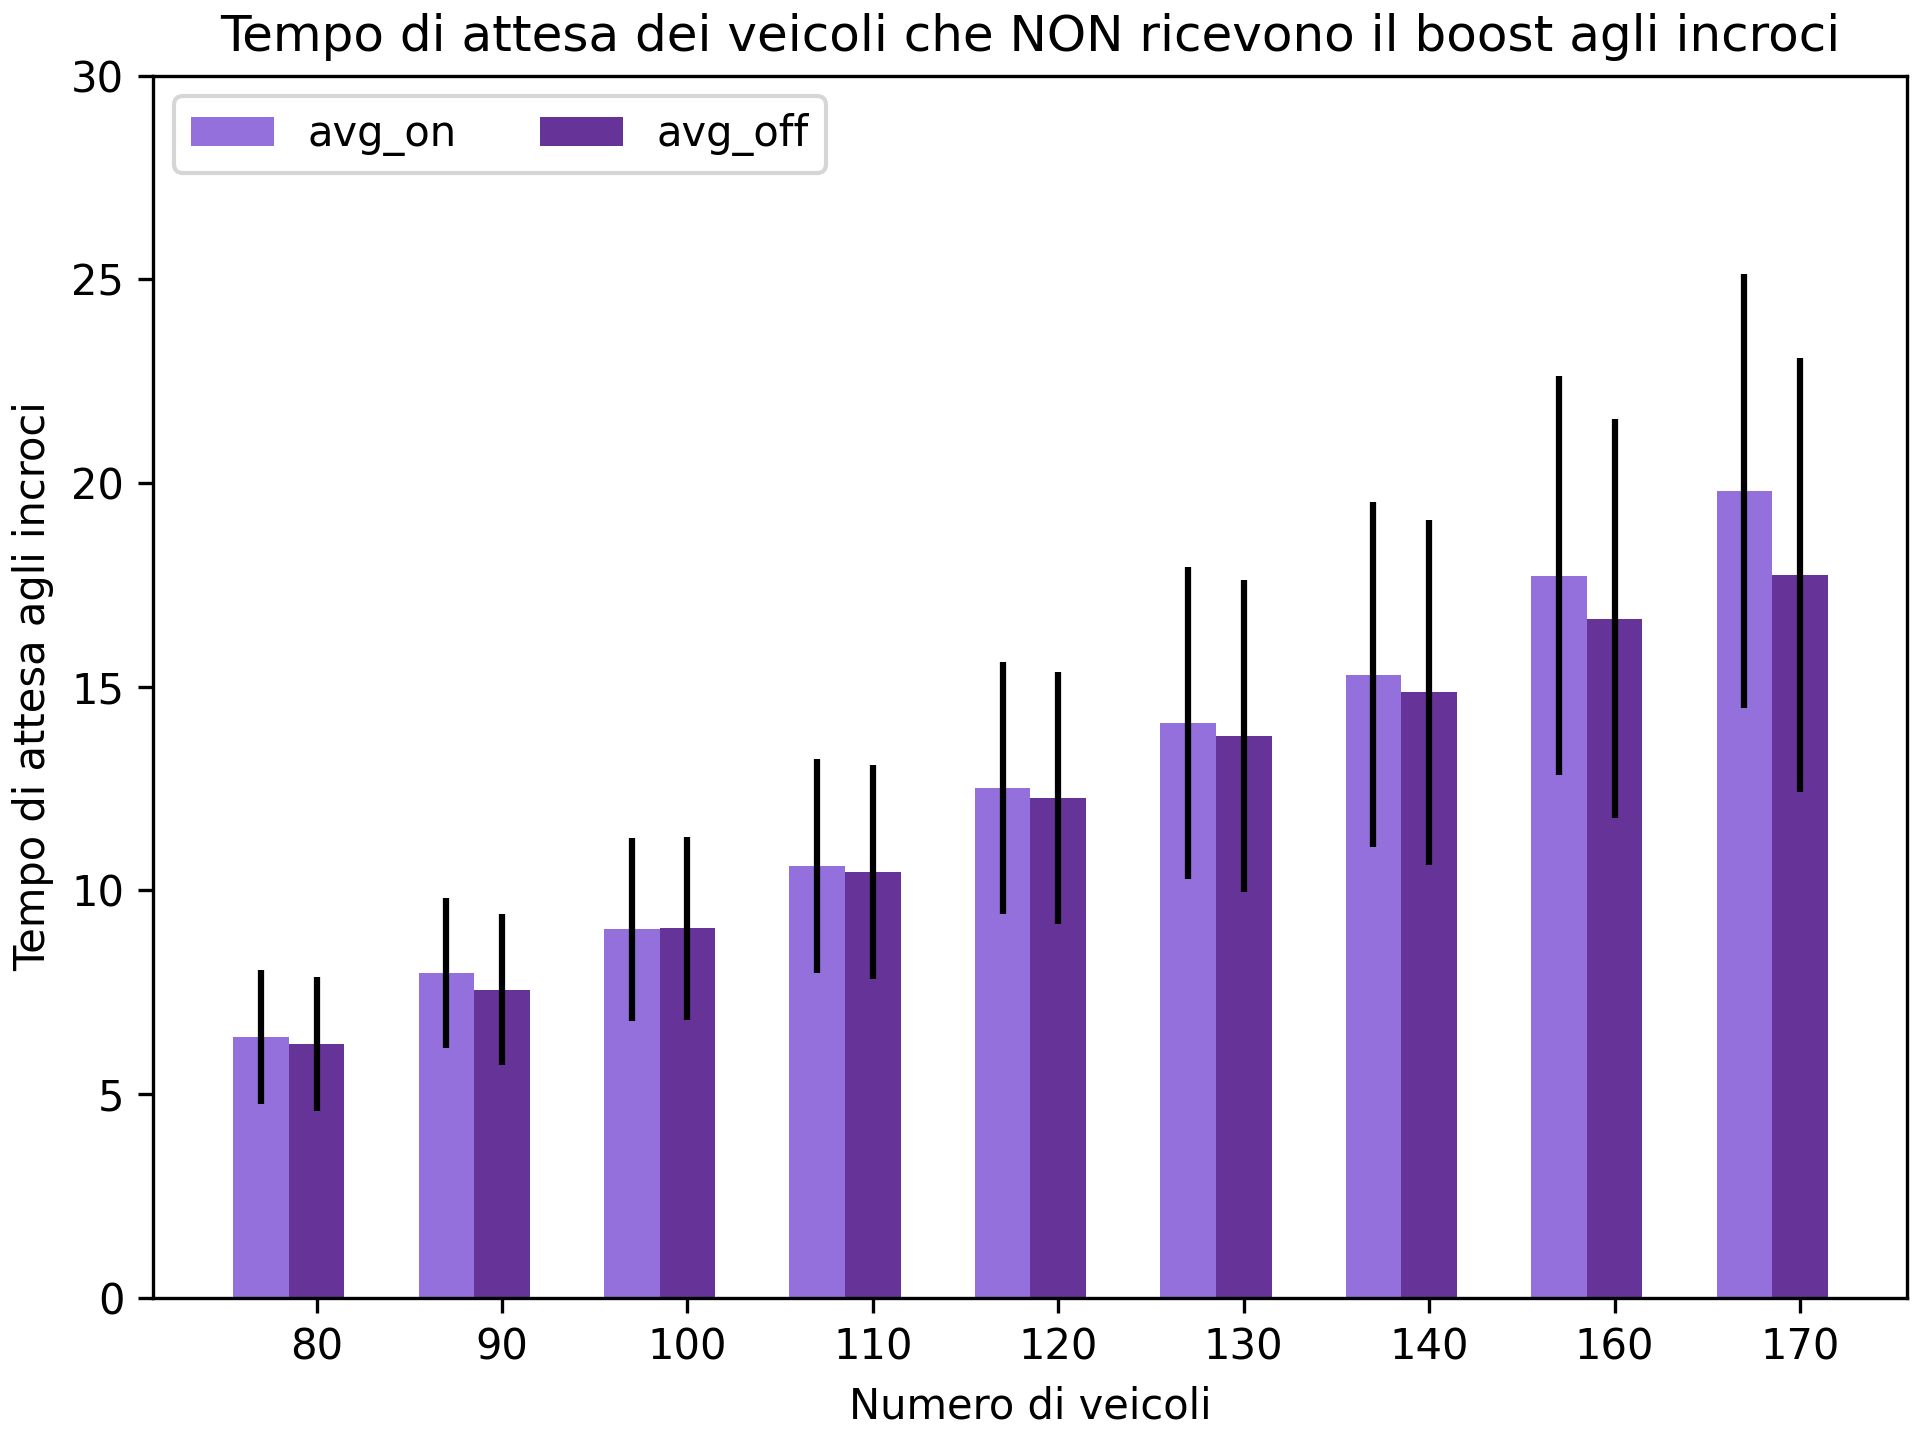 Tempo di attesa dei veicoli che NON ricevono il boost agli incroci
avg_on avg_off
Tempo di attesa agli incroci
30
25
20
15
10
5
0
80 90 100 110 120 130 140 160 170
Numero di veicoli